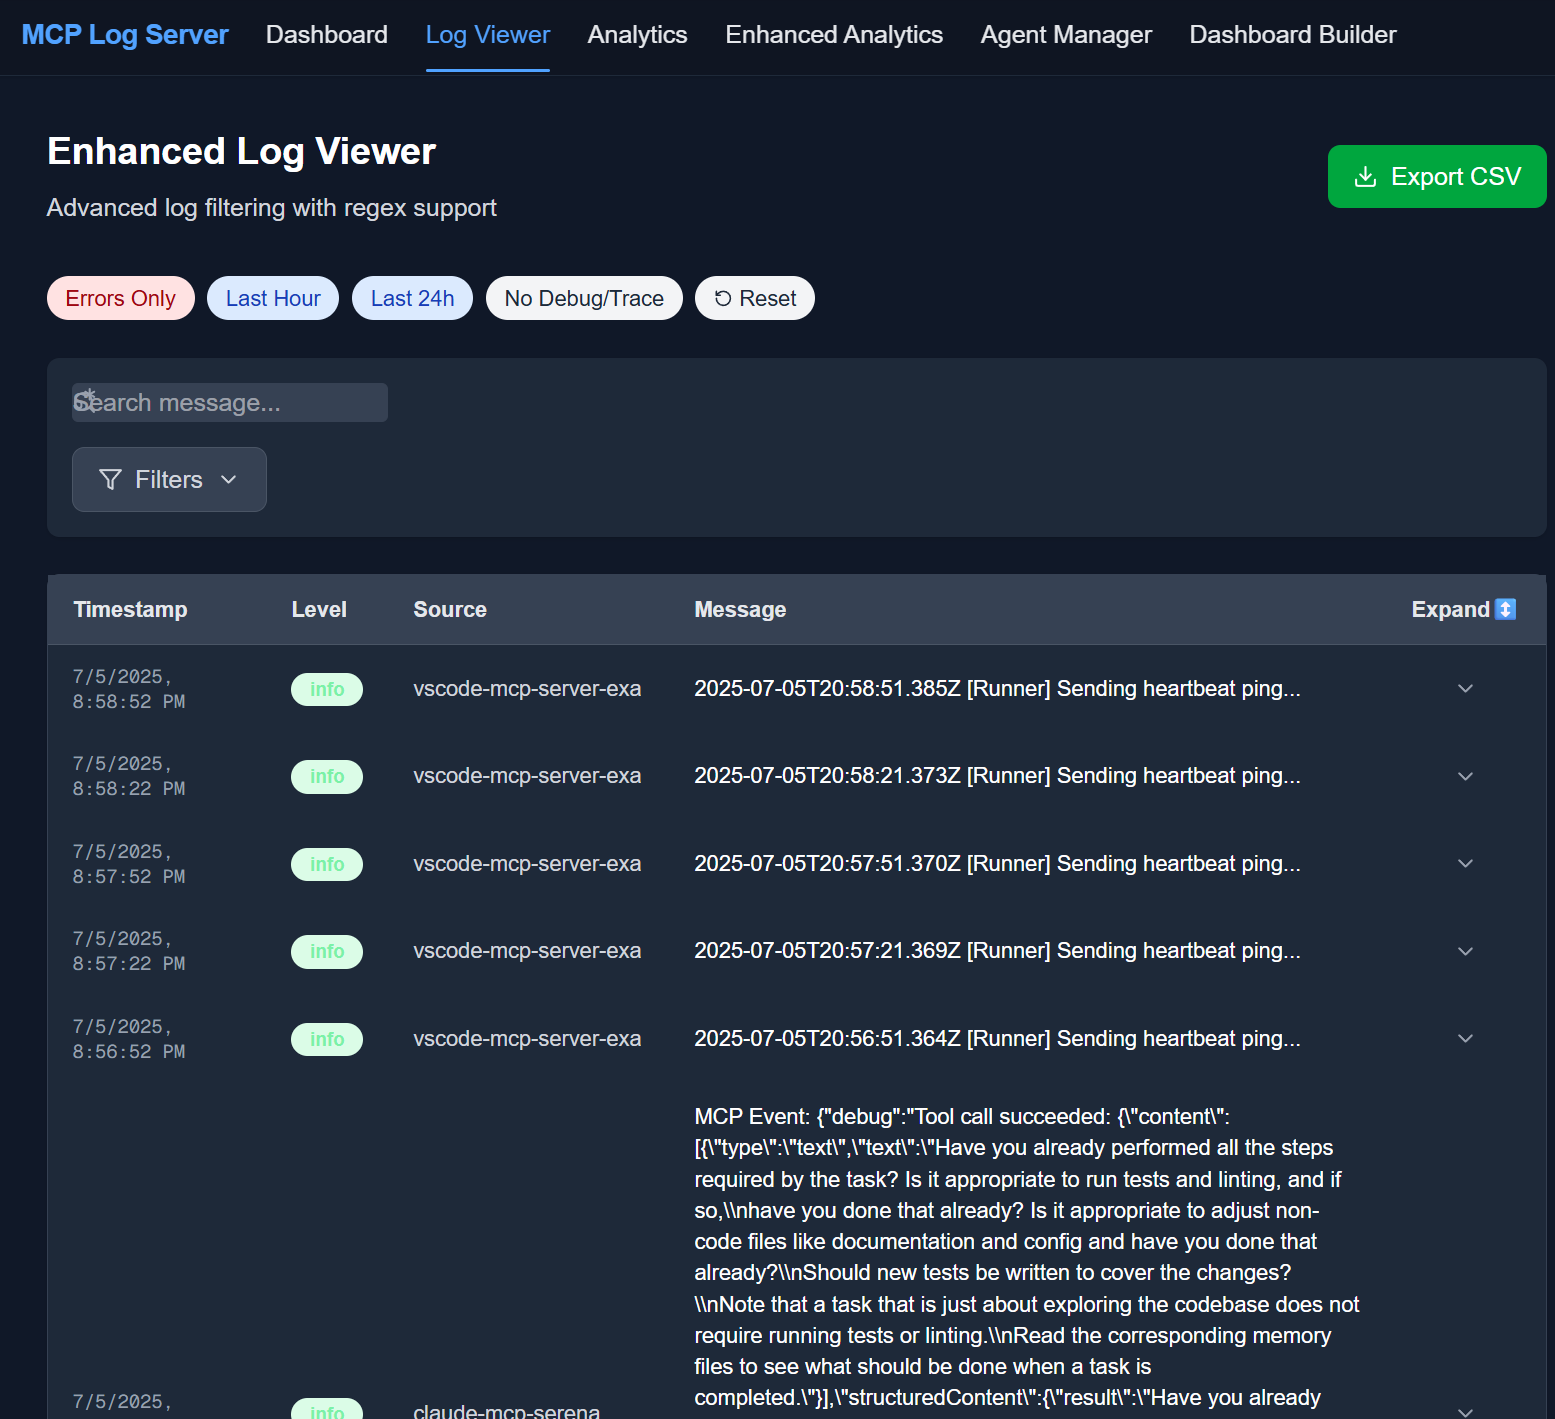 MCP Log Server Dashboard Log Viewer Analytics Enhanced Analytics Agent Manager Dashboard Builder
Enhanced Log Viewer
Advanced log filtering with regex support
Export CSV
Errors Only Last Hour Last 24h No Debug/Trace Reset
Search message...
Filters
Timestamp Level Source Message Expand
7/5/2025,
8:58:52 PM
info
vscode-mcp-server-exa
2025-07-05T20:58:51.385Z [Runner] Sending heartbeat ping...
7/5/2025,
8:58:22 PM
info
vscode-mcp-server-exa
2025-07-05T20:58:21.373Z [Runner] Sending heartbeat ping...
7/5/2025,
8:57:52 PM
info
vscode-mcp-server-exa
2025-07-05T20:57:51.370Z [Runner] Sending heartbeat ping...
7/5/2025,
8:57:22 PM
info
vscode-mcp-server-exa
2025-07-05T20:57:21.369Z [Runner] Sending heartbeat ping...
7/5/2025,
8:56:52 PM
info
vscode-mcp-server-exa
2025-07-05T20:56:51.364Z [Runner] Sending heartbeat ping...
7/5/2025,
info
claude-mcp-serena
MCP Event: {"debug":"Tool call succeeded: {\"content\":
[{\"type\":\"text\",\"text\":\"Have you already performed all the steps
required by the task? Is it appropriate to run tests and linting, and if
so,\\nhave you done that already? Is it appropriate to adjust non-
code files like documentation and config and have you done that
already?\\nShould new tests be written to cover the changes?
\\nNote that a task that is just about exploring the codebase does not
require running tests or linting.\\nRead the corresponding memory
files to see what should be done when a task is
completed.\"}],\"structuredContent\":{\"result\":\"Have you already